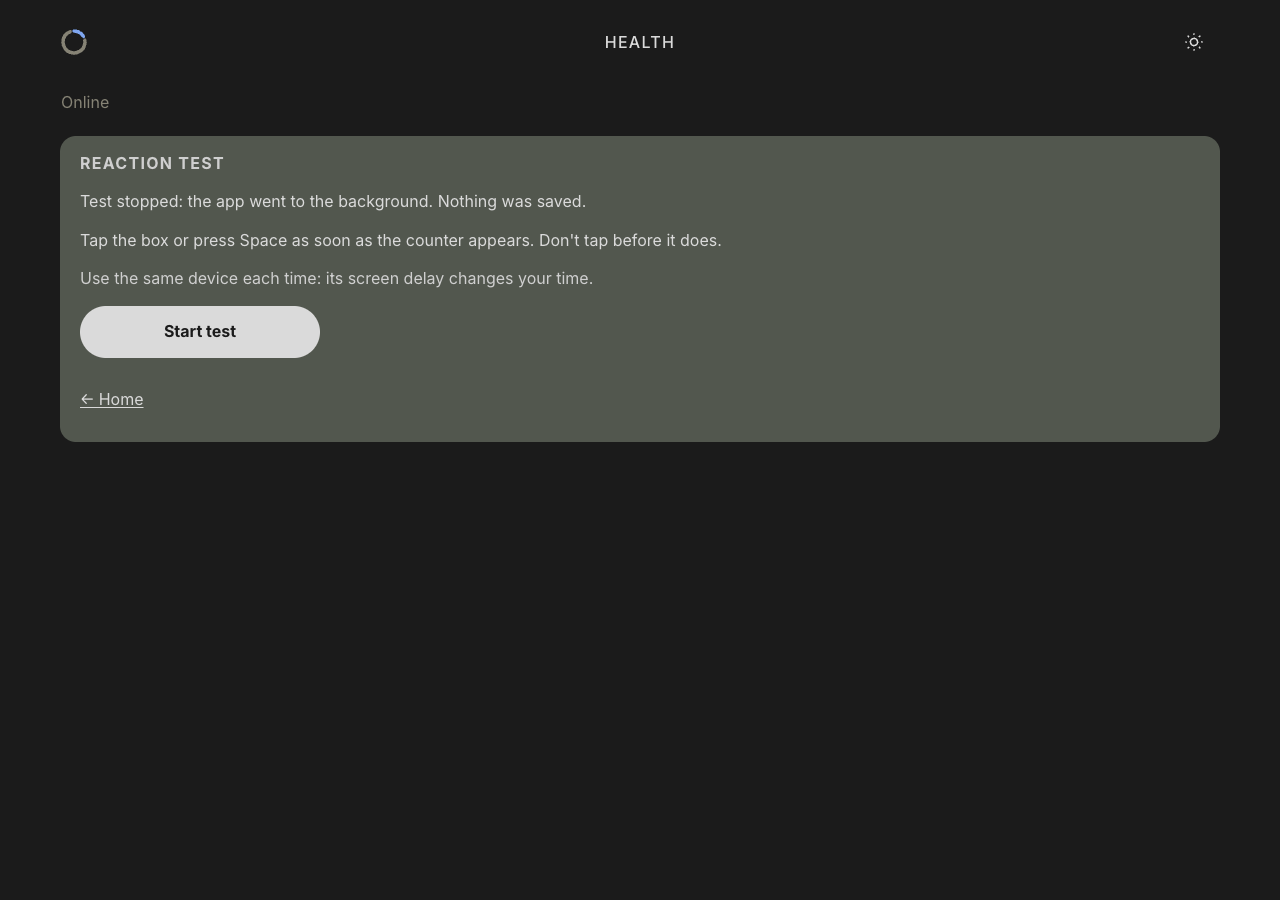 HEALTH
Online
REACTION TEST
Test stopped: the app went to the background. Nothing was saved.
Tap the box or press Space as soon as the counter appears. Don't tap before it does.
Use the same device each time: its screen delay changes your time.
Start test
← Home